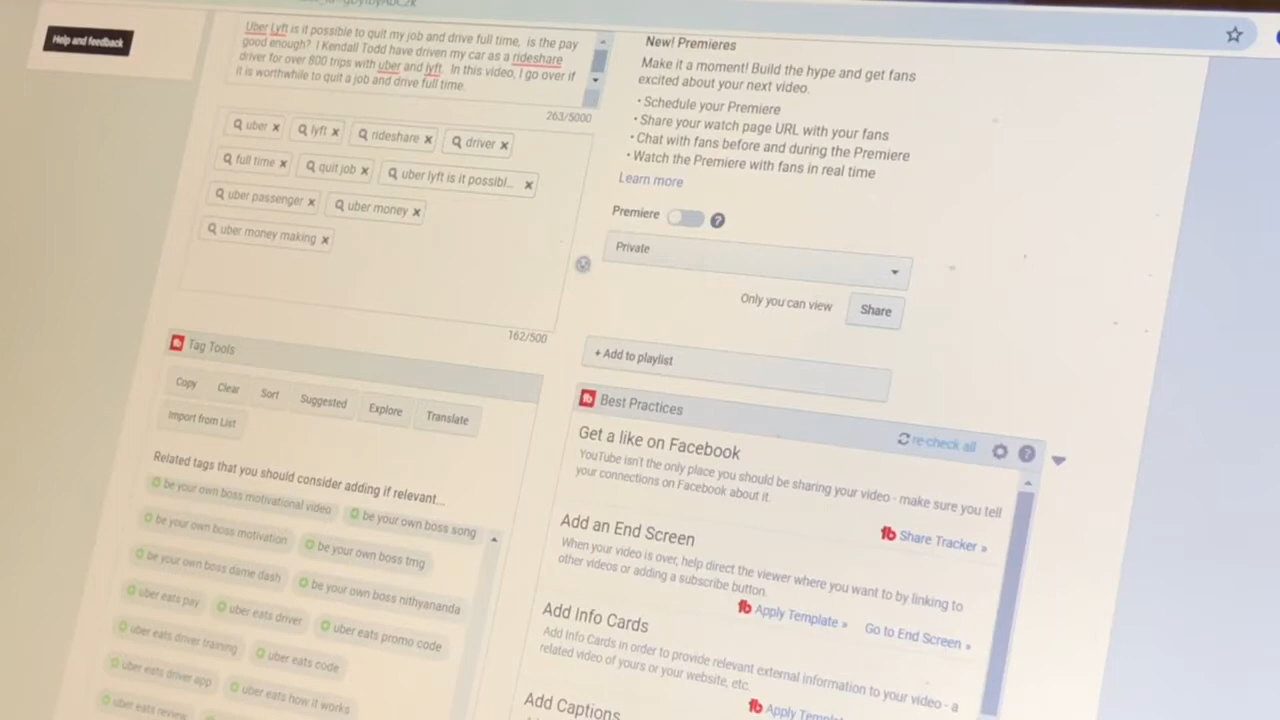 Help and feedback
Uber Lyft is it possible to quit my job and drive full time, is the pay
good enough? I Kendall Todd have driven my car as a rideshare
driver for over 800 trips with uber and lyft. In this video, I go over if
it is worthwhile to quit a job and drive full time.
263/5000
uber × lyft × rideshare × driver ×
full time × quit job × uber lyft is it possibl... ×
uber passenger × uber money ×
uber money making ×
162/500
Tag Tools
Copy Clear Sort Suggested Explore Translate
Import from List
Related tags that you should consider adding if relevant...
be your own boss motivational video be your own boss song
be your own boss motivation be your own boss tmg
be your own boss dame dash be your own boss nithyananda
uber eats pay uber eats driver uber eats promo code
uber eats driver training uber eats code
uber eats driver app uber eats how it works
uber eats review
New! Premieres
Make it a moment! Build the hype and get fans
excited about your next video.
• Schedule your Premiere
• Share your watch page URL with your fans
• Chat with fans before and during the Premiere
• Watch the Premiere with fans in real time
Learn more
Premiere ?
Private
Only you can view Share
+ Add to playlist
Best Practices
re-check all ?
Get a like on Facebook
YouTube isn't the only place you should be sharing your video - make sure you tell
your connections on Facebook about it.
Share Tracker »
Add an End Screen
When your video is over, help direct the viewer where you want to by linking to
other videos or adding a subscribe button.
Apply Template » Go to End Screen »
Add Info Cards
Add Info Cards in order to provide relevant external information to your video - a
related video of yours or your website, etc.
Apply Template
Add Captions